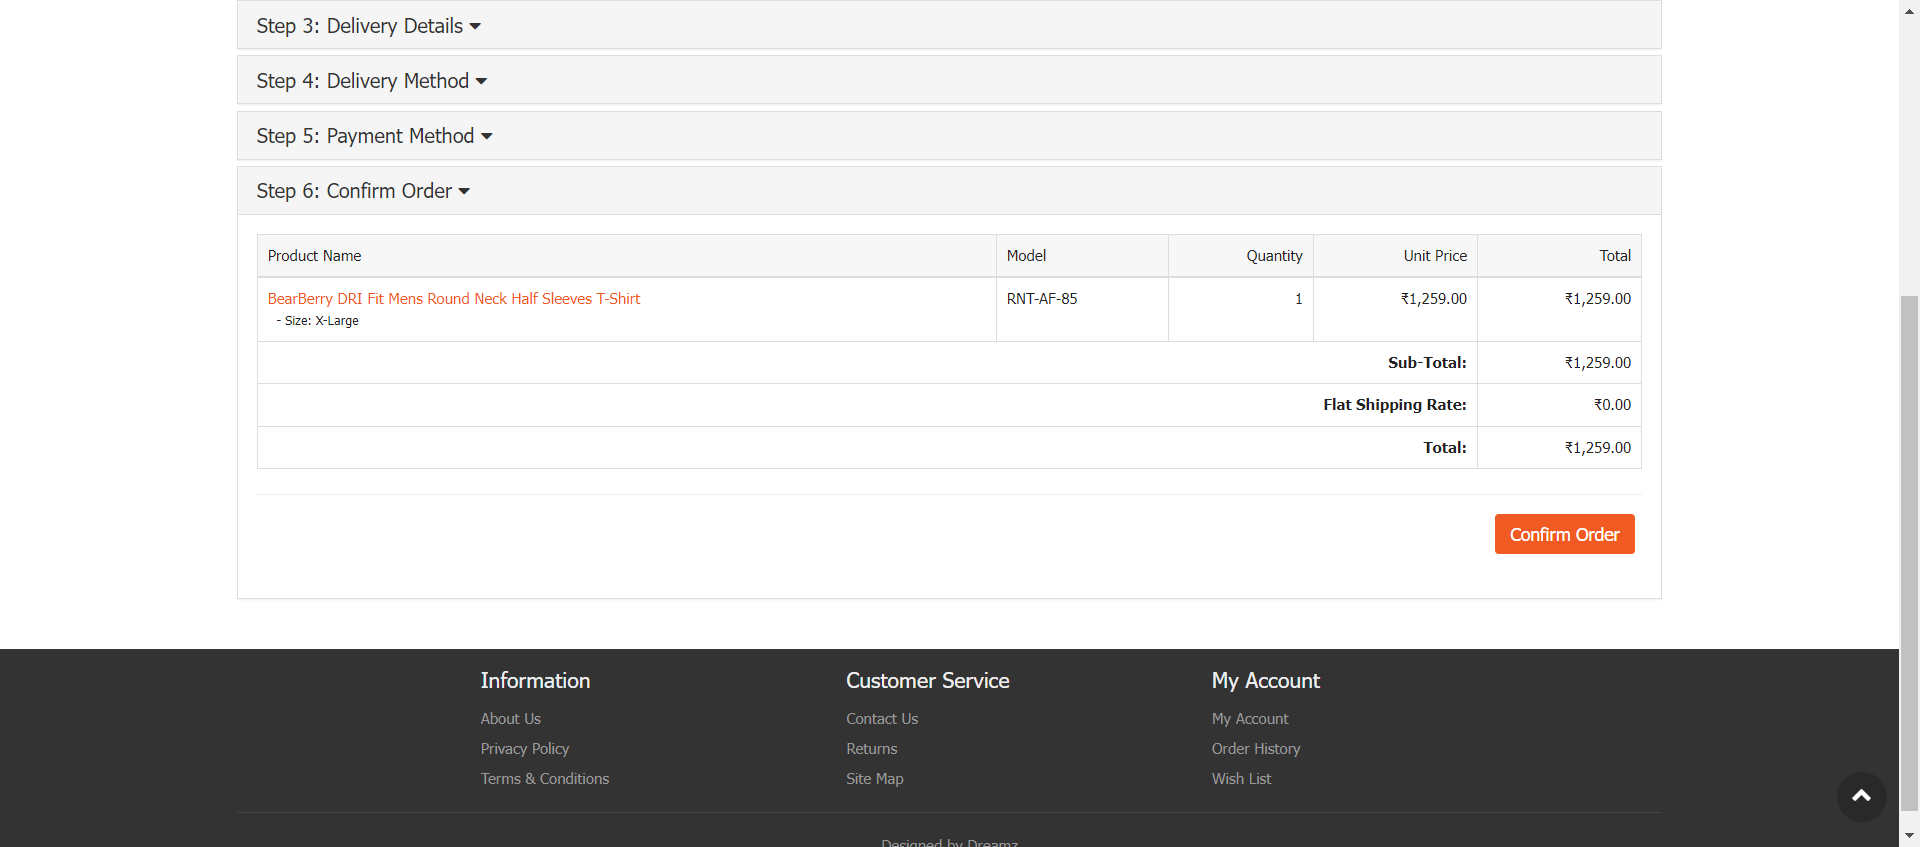 Step 3: Delivery Details
Step 4: Delivery Method
Step 5: Payment Method
Step 6: Confirm Order
Product Name Model Quantity Unit Price Total
BearBerry DRI Fit Mens Round Neck Half Sleeves T-Shirt RNT-AF-85 1 ₹1,259.00 ₹1,259.00
- Size: X-Large
Sub-Total: ₹1,259.00
Flat Shipping Rate: ₹0.00
Total: ₹1,259.00
Confirm Order
Information Customer Service My Account
About Us Contact Us My Account
Privacy Policy Returns Order History
Terms & Conditions Site Map Wish List
Designed by Dreamz